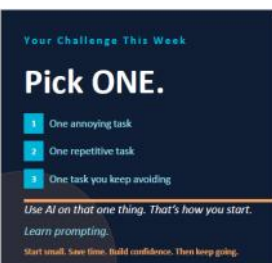 Your Challenge This Week
Pick ONE.
1 One annoying task
2 One repetitive task
3 One task you keep avoiding
Use AI on that one thing. That's how you start.
Learn prompting.
Start small. Save time. Build confidence. Then keep going.